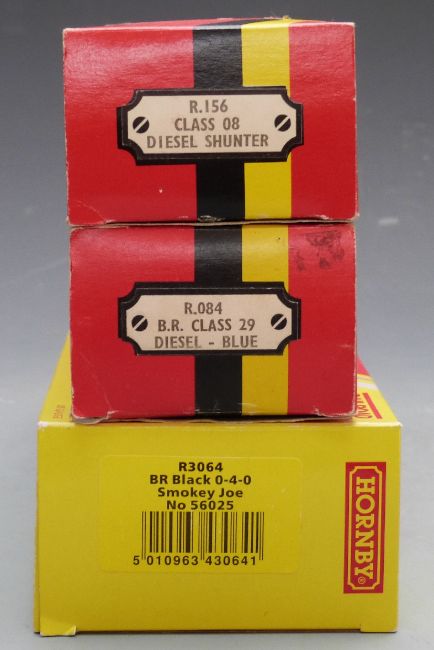 R.156
CLASS 08
DIESEL SHUNTER
R.084
B.R. CLASS 29
DIESEL - BLUE
R3064
BR Black 0-4-0
Smokey Joe
No 56025
5 010963 430641
HORNBY®